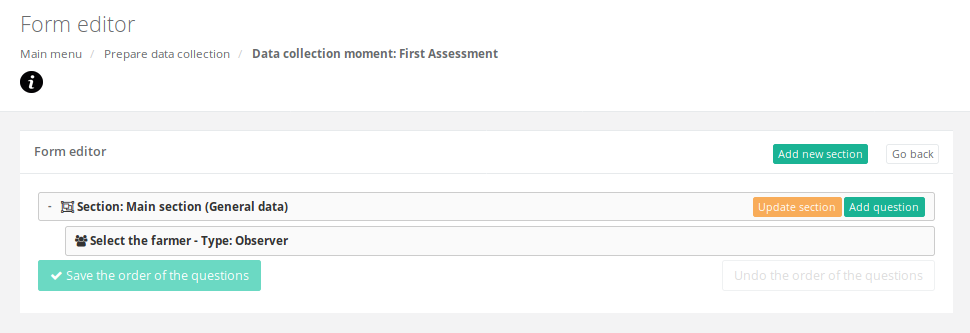 Form editor
Main menu / Prepare data collection / Data collection moment: First Assessment
i
Form editor Add new section Go back
- Section: Main section (General data) Update section Add question
Select the farmer - Type: Observer
Save the order of the questions Undo the order of the questions